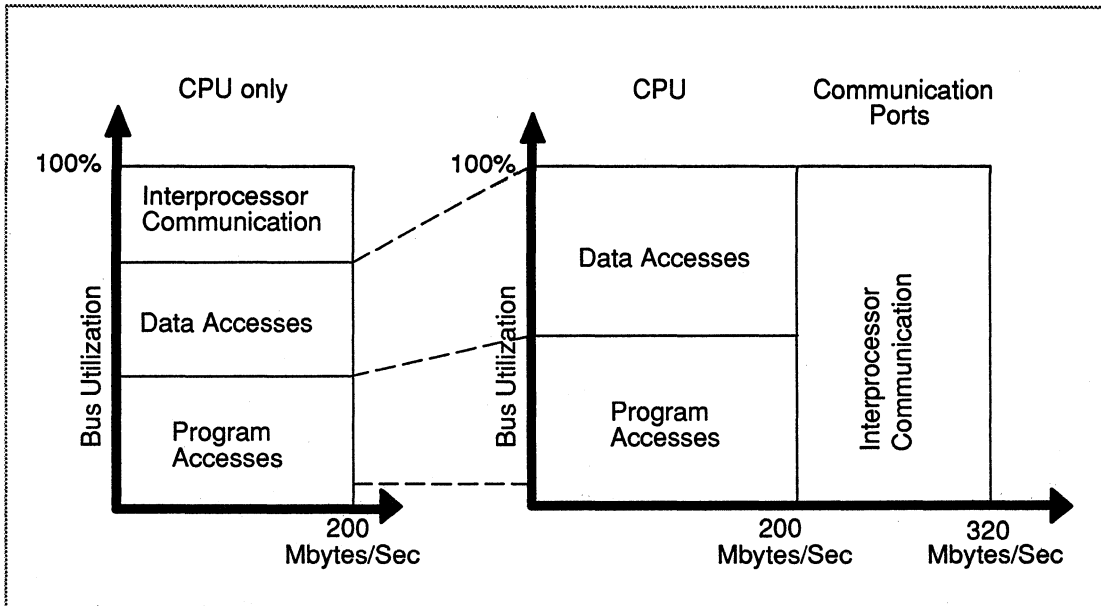 CPU only
100%
Interprocessor
Communication
Data Accesses
Program
Accesses
Bus Utilization
200
Mbytes/Sec
CPU
Communication
Ports
100%
Data Accesses
Program
Accesses
Interprocessor
Communication
Bus Utilization
200
Mbytes/Sec
320
Mbytes/Sec